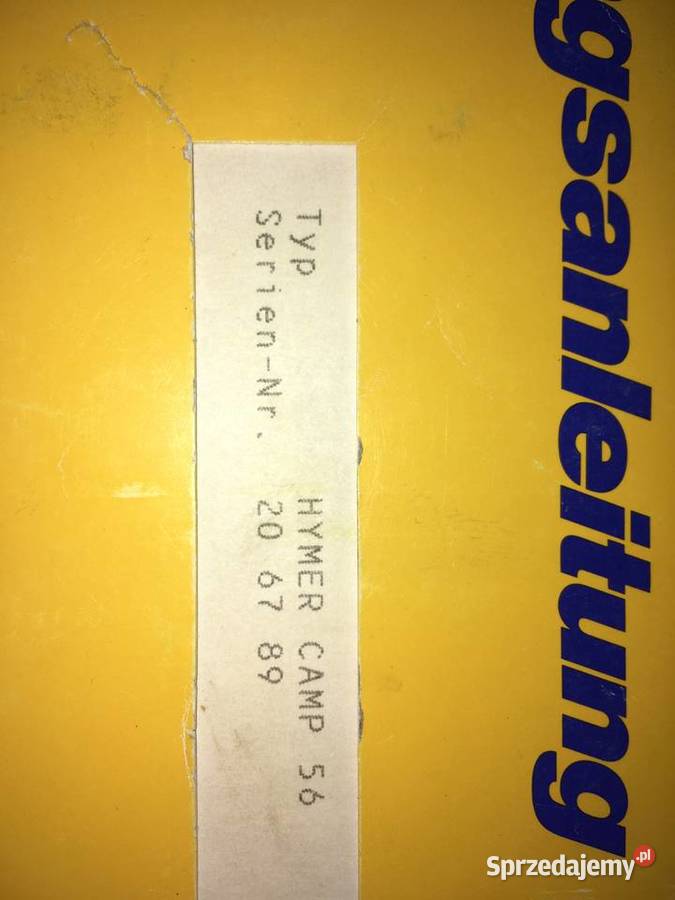 gsanleitung
Typ HYMER CAMP 56
Serien-Nr. 20 67 89
Sprzedajemy.pl